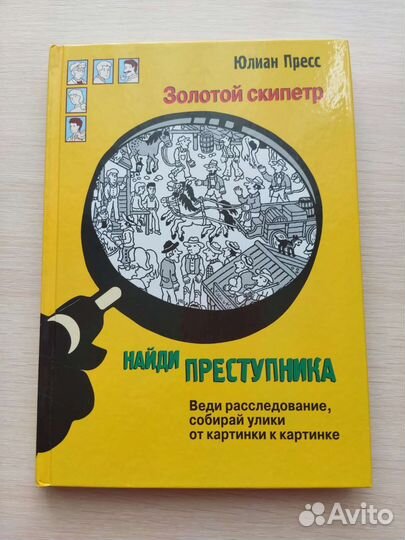 Юлиан Пресс
Золотой скипетр
НАЙДИ ПРЕСТУПНИКА
Веди расследование,
собирай улики
от картинки к картинке
Avito